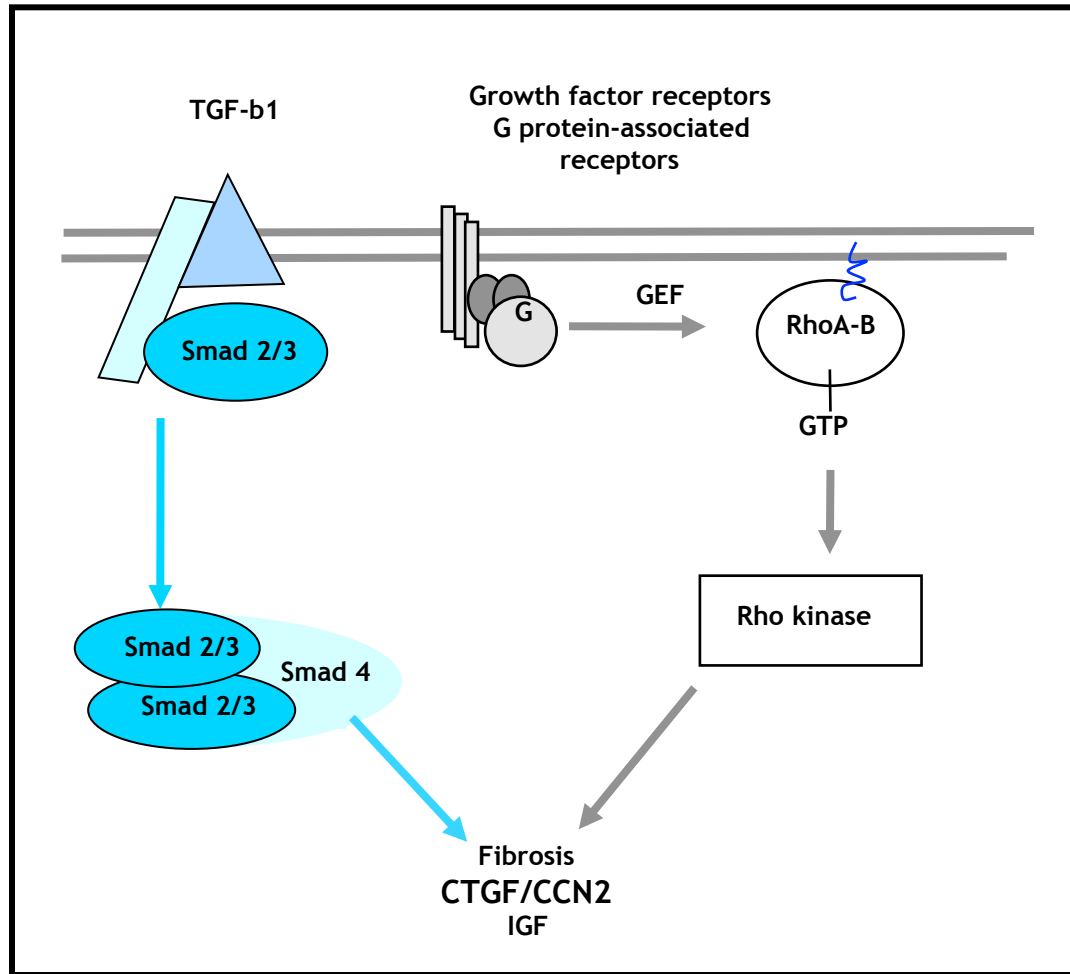 TGF-b1
Growth factor receptors
G protein-associated
receptors
G
GEF
Smad 2/3
RhoA-B
GTP
Smad 2/3
Smad 4
Smad 2/3
Rho kinase
Fibrosis
CTGF/CCN2
IGF